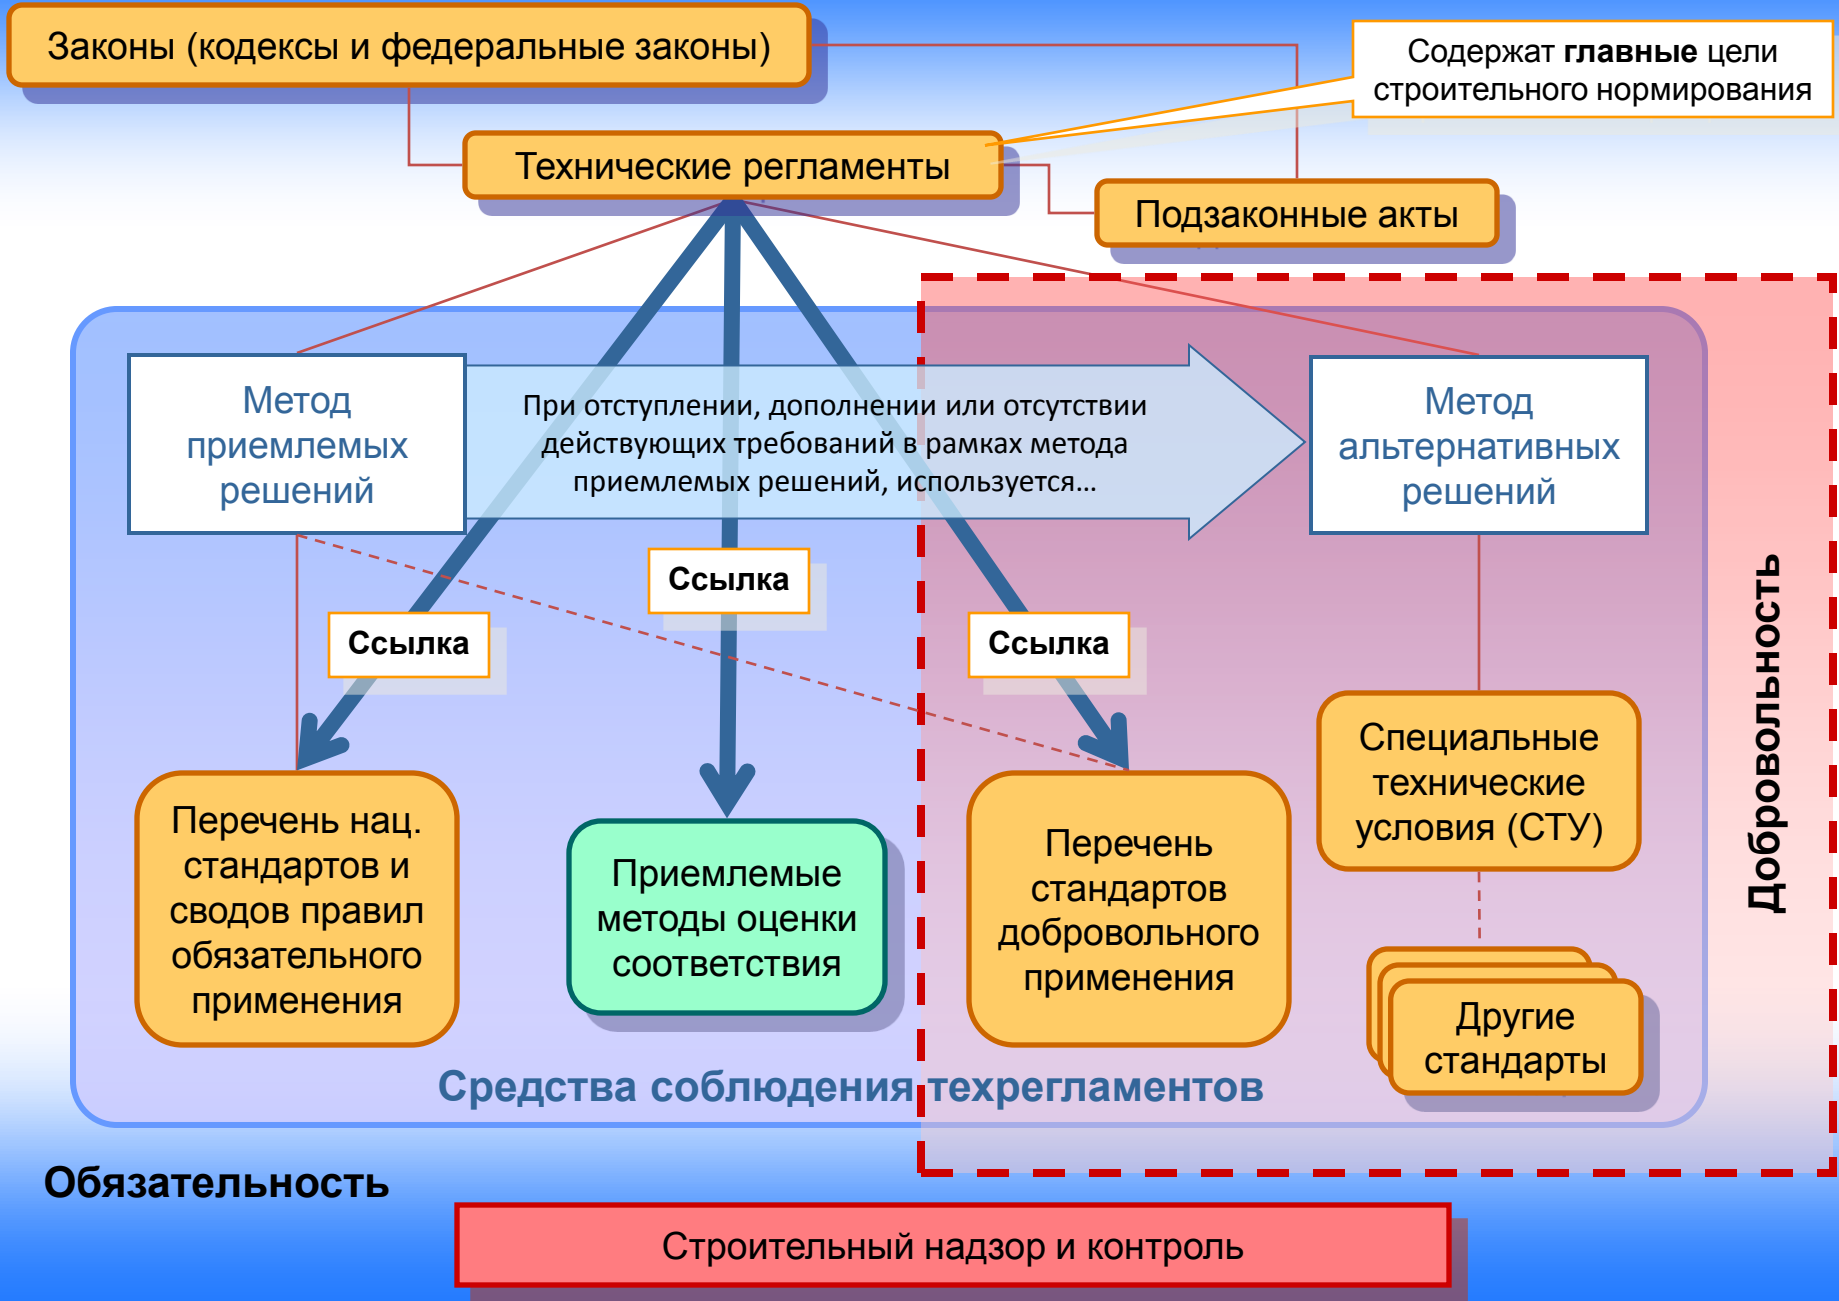 Законы (кодексы и федеральные законы)
Содержат главные цели
строительного нормирования
Технические регламенты
Подзаконные акты
Метод
приемлемых
решений
При отступлении, дополнении или отсутствии
действующих требований в рамках метода
приемлемых решений, используется...
Метод
альтернативных
решений
Ссылка
Ссылка
Ссылка
Добровольность
Перечень нац.
стандартов и
сводов правил
обязательного
применения
Приемлемые
методы оценки
соответствия
Перечень
стандартов
добровольного
применения
Специальные
технические
условия (СТУ)
Другие
стандарты
Средства соблюдения техрегламентов
Обязательность
Строительный надзор и контроль